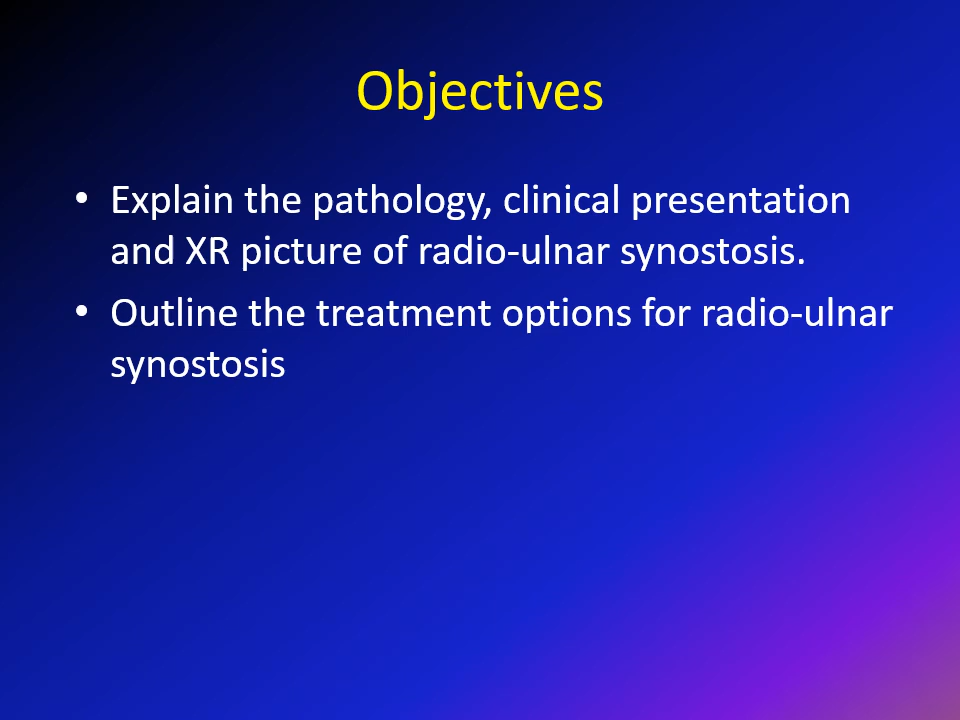 Objectives
• Explain the pathology, clinical presentation
and XR picture of radio-ulnar synostosis.
• Outline the treatment options for radio-ulnar
synostosis